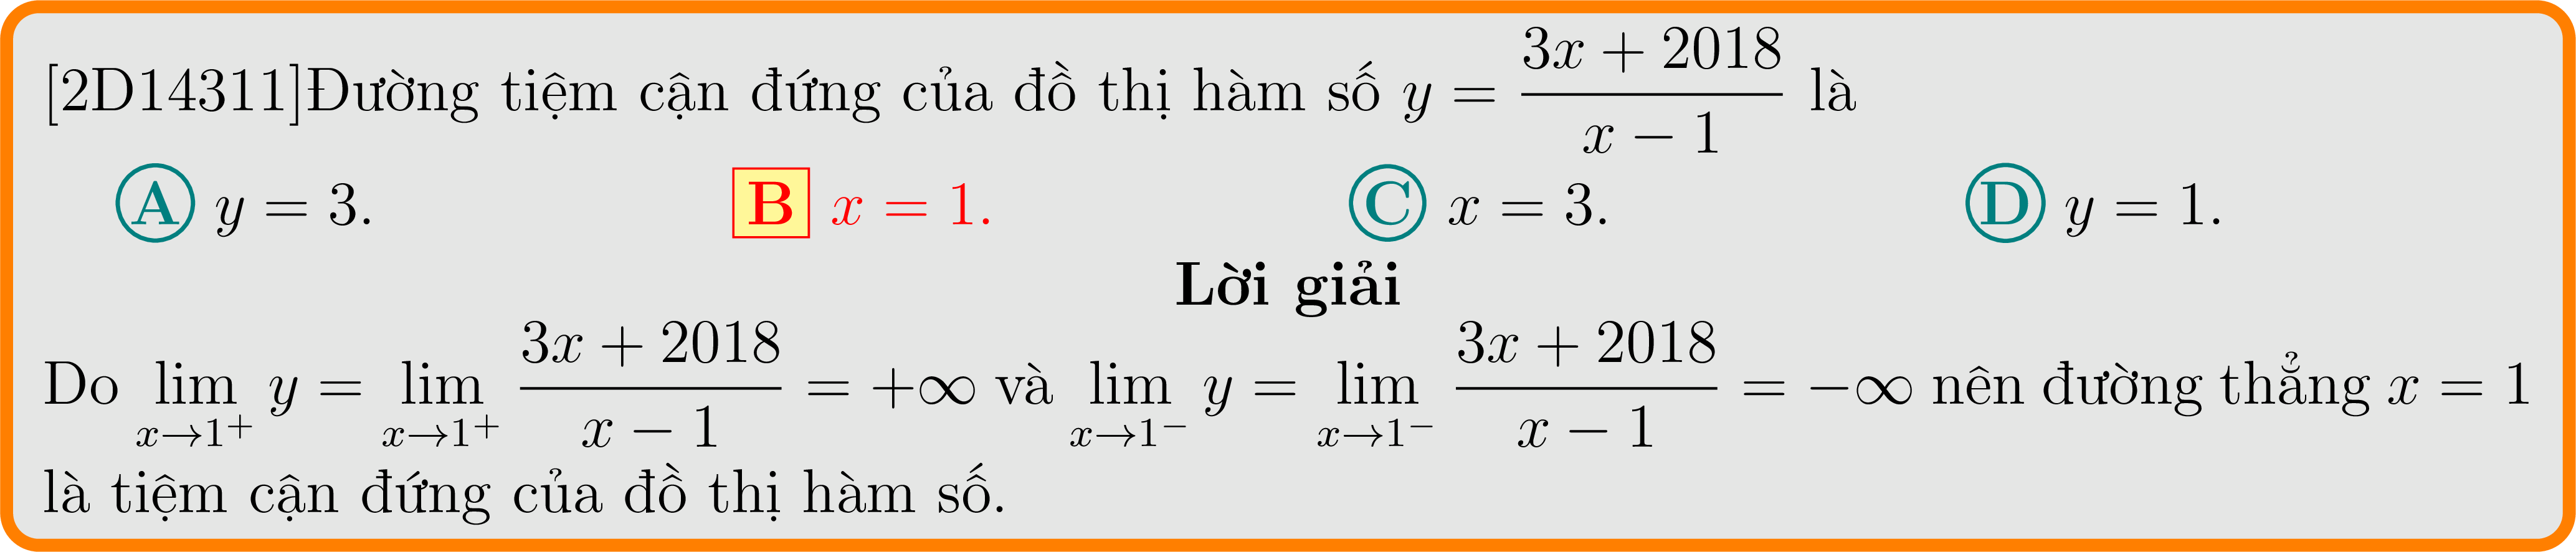 [2D14311]Đường tiệm cận đứng của đồ thị hàm số $y = \dfrac{3x + 2018}{x - 1}$ là
A $y = 3.$ B $x = 1.$ C $x = 3.$ D $y = 1.$
Lời giải
Do $\lim\limits_{x \to 1^+} y = \lim\limits_{x \to 1^+} \dfrac{3x + 2018}{x - 1} = +\infty$ và $\lim\limits_{x \to 1^-} y = \lim\limits_{x \to 1^-} \dfrac{3x + 2018}{x - 1} = -\infty$ nên đường thẳng $x = 1$
là tiệm cận đứng của đồ thị hàm số.